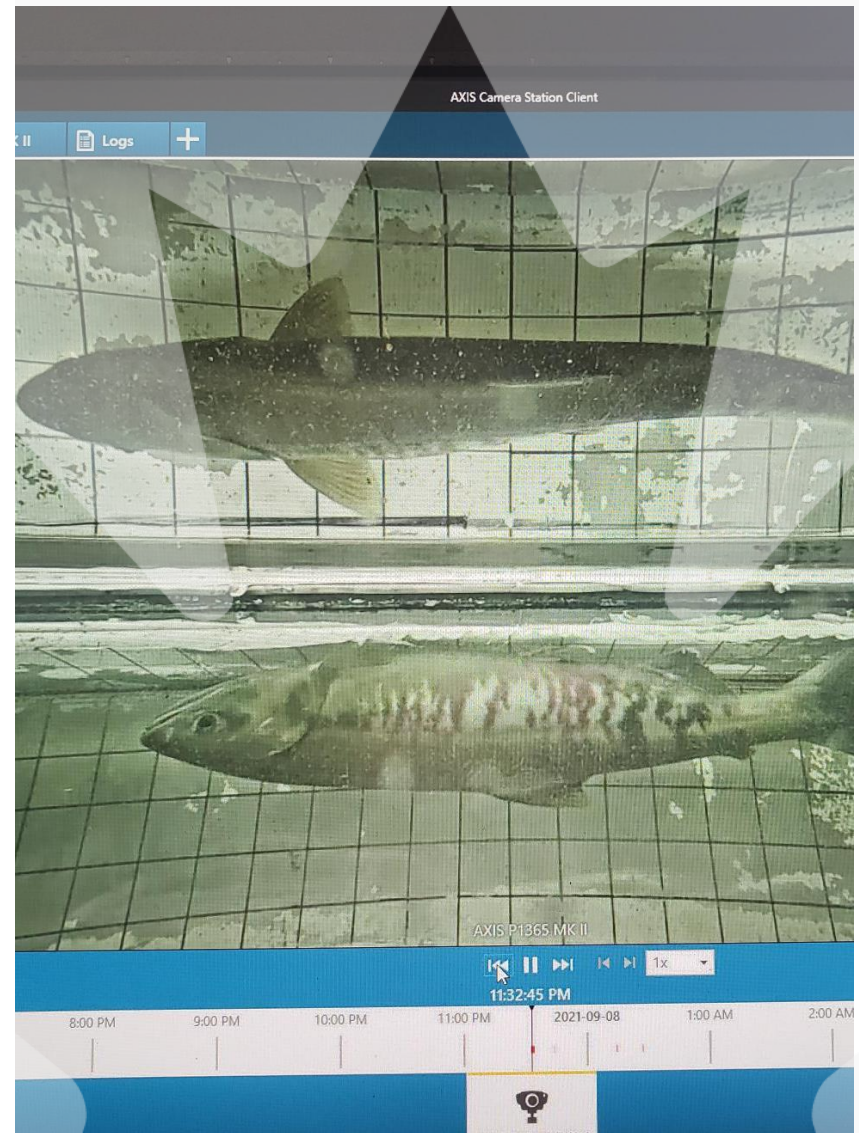 AXIS Camera Station Client
K II
Logs
AXIS P1365 MK II
1x
11:32:45 PM
8:00 PM 9:00 PM 10:00 PM 11:00 PM 2021-09-08 1:00 AM 2:00 AM